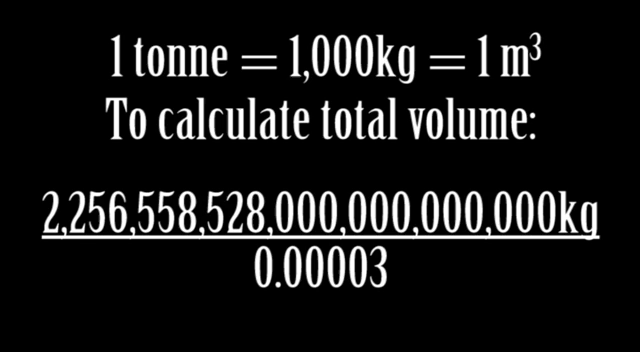 1 tonne = 1,000kg = 1 m³
To calculate total volume:
2,256,558,528,000,000,000,000kg
0.00003